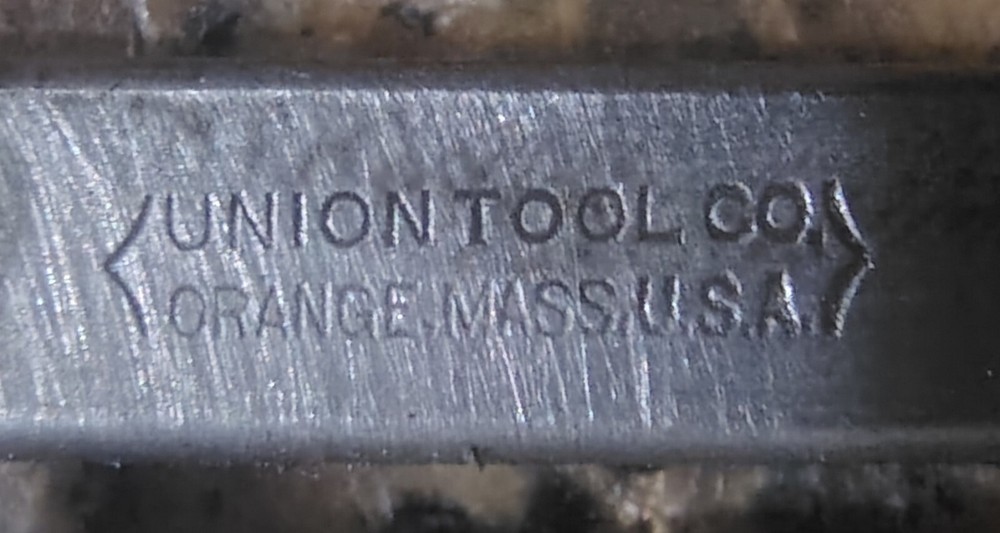 UNION TOOL CO.
ORANGE, MASS. U.S.A.